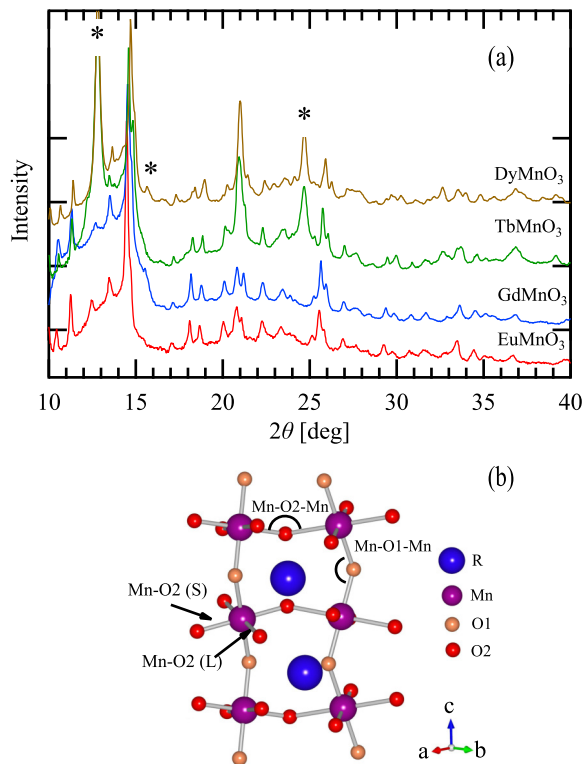 (a)
*
*
*
Intensity
DyMnO3
TbMnO3
GdMnO3
EuMnO3
10 15 20 25 30 35 40
2θ [deg]
(b)
Mn-O2-Mn
Mn-O1-Mn
Mn-O2 (S)
Mn-O2 (L)
R
Mn
O1
O2
c
a b